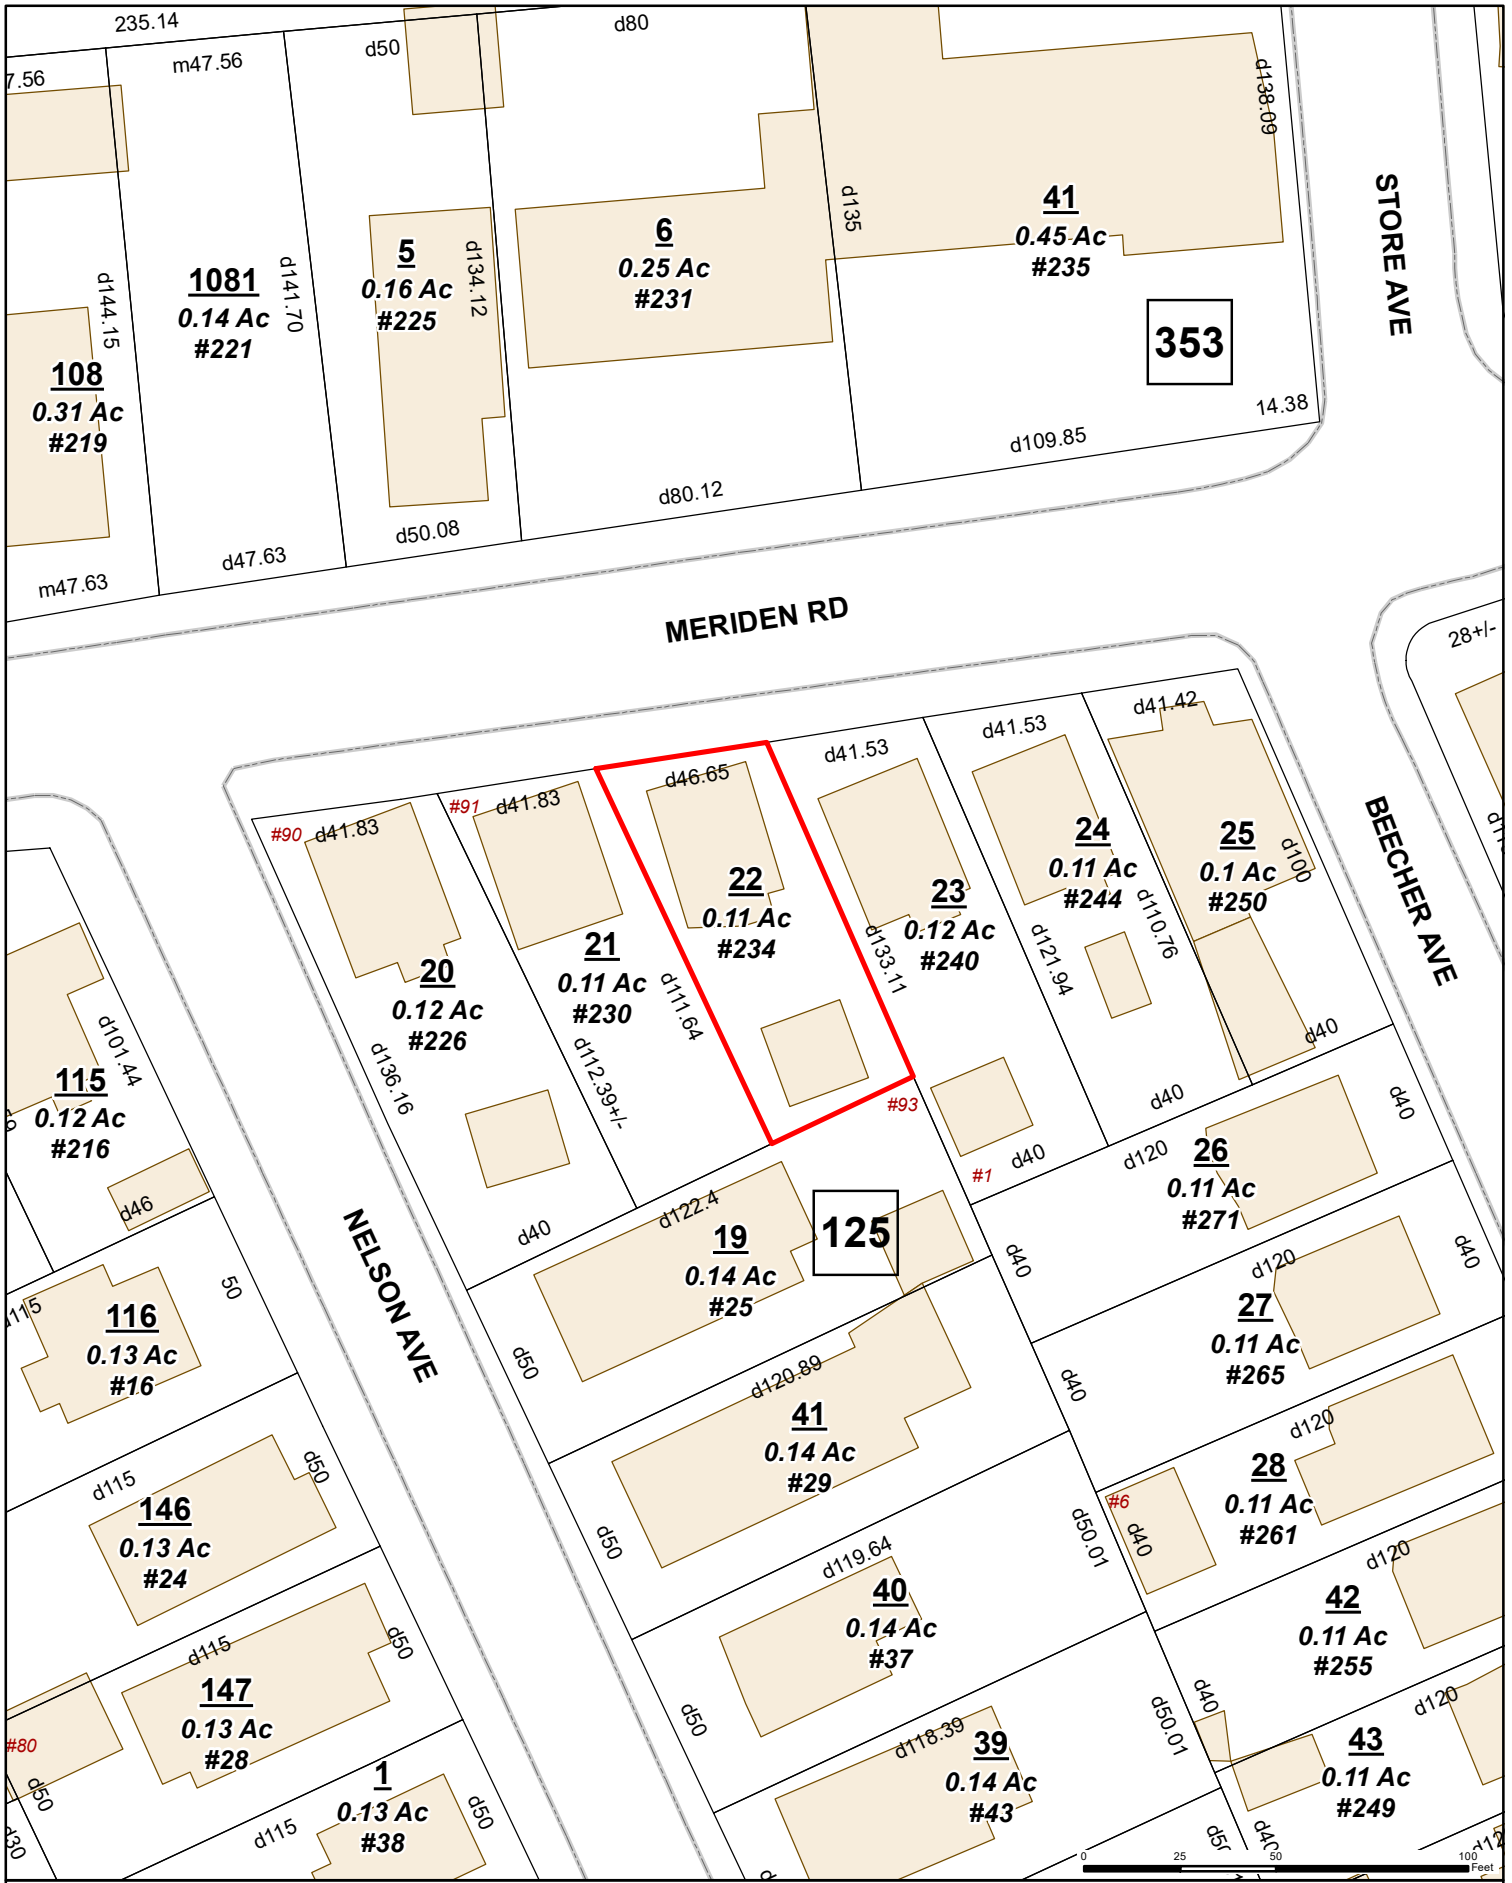 235.14
d80
d50
m47.56
7.56
d138.09
d135
41
0.45 Ac
#235
STORE AVE
6
0.25 Ac
#231
5
0.16 Ac
#225
d134.12
1081
0.14 Ac
#221
d141.70
d144.15
353
108
0.31 Ac
#219
14.38
d109.85
d80.12
d50.08
d47.63
m47.63
MERIDEN RD
28+/-
d41.42
d41.53
d41.53
d46.65
#91
d41.83
#90
d41.83
24
0.11 Ac
#244
25
0.1 Ac
#250
d100
BEECHER AVE
22
0.11 Ac
#234
23
0.12 Ac
#240
d110.76
d121.94
d133.11
21
0.11 Ac
#230
d111.64
20
0.12 Ac
#226
d136.16
d112.39+/-
d101.44
115
0.12 Ac
#216
d46
d40
d40
#93
d40
#1
d40
d120
26
0.11 Ac
#271
d40
d122.4
125
19
0.14 Ac
#25
NELSON AVE
50
d115
116
0.13 Ac
#16
d40
d120
d40
27
0.11 Ac
#265
d50
d120.89
d40
41
0.14 Ac
#29
d120
28
0.11 Ac
#261
d115
d50
146
0.13 Ac
#24
d50
d119.64
d50.01
#6
d40
d120
40
0.14 Ac
#37
42
0.11 Ac
#255
d115
d50
147
0.13 Ac
#28
#80
d50
d50
d118.39
d50.01
d40
d120
39
0.14 Ac
#43
43
0.11 Ac
#249
1
0.13 Ac
#38
d115
d50
d30
d40
0 25 50 100
Feet